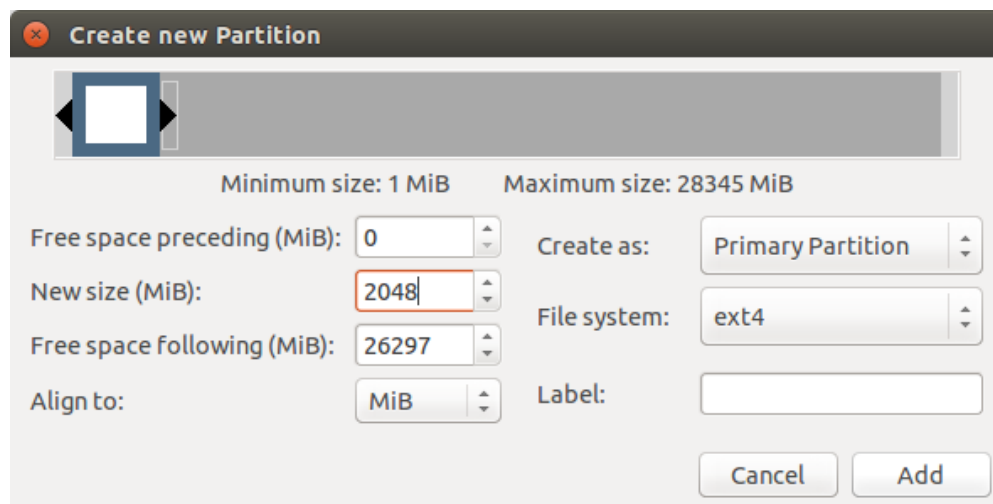 Create new Partition
Minimum size: 1 MiB Maximum size: 28345 MiB
Free space preceding (MiB): 0
New size (MiB): 2048
Free space following (MiB): 26297
Align to: MiB
Create as: Primary Partition
File system: ext4
Label:
Cancel Add